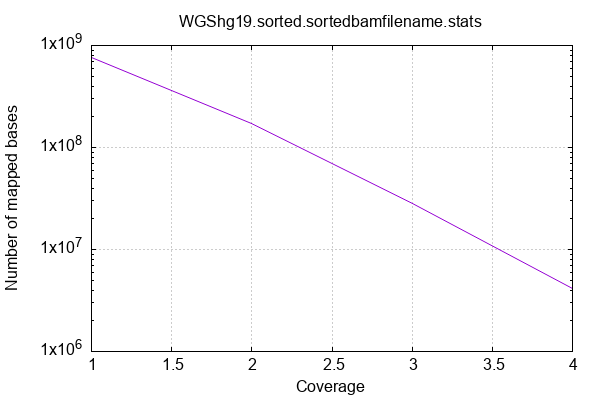 WGShg19.sorted.sortedbamfilename.stats
1x10^9
1x10^8
1x10^7
1x10^6
Number of mapped bases
1 1.5 2 2.5 3 3.5 4
Coverage